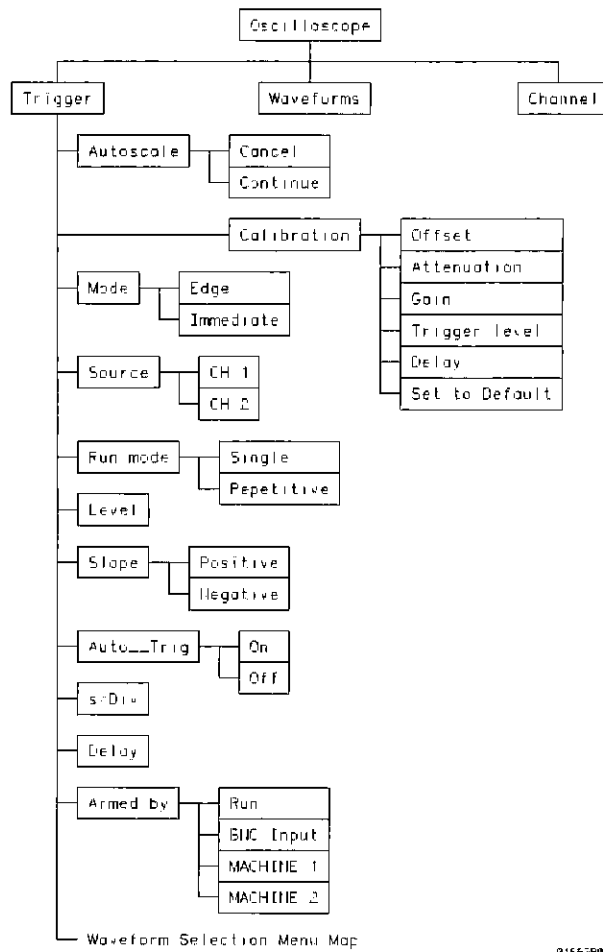 Oscilloscope
Trigger
Waveforms
Channel
Autoscale
Cancel
Continue
Calibration
Offset
Attenuation
Gain
Trigger level
Delay
Set to Default
Mode
Edge
Immediate
Source
CH 1
CH 2
Run mode
Single
Repetitive
Level
Slope
Positive
Negative
Auto__Trig
On
Off
s/Div
Delay
Armed by
Run
BNC Input
MACHINE 1
MACHINE 2
Waveform Selection Menu Map